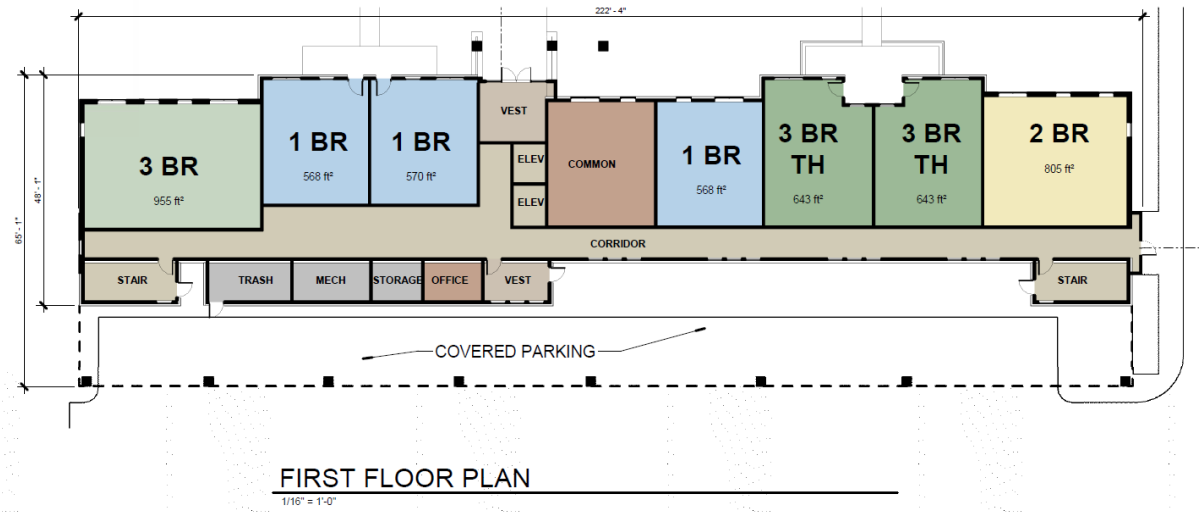 222' - 4"
65' - 1"
48' - 1"
3 BR
955 ft²
1 BR
568 ft²
1 BR
570 ft²
VEST
ELEV
ELEV
COMMON
1 BR
568 ft²
3 BR
TH
643 ft²
3 BR
TH
643 ft²
2 BR
805 ft²
CORRIDOR
STAIR
TRASH
MECH
STORAGE
OFFICE
VEST
STAIR
COVERED PARKING
FIRST FLOOR PLAN
1/16" = 1'-0"